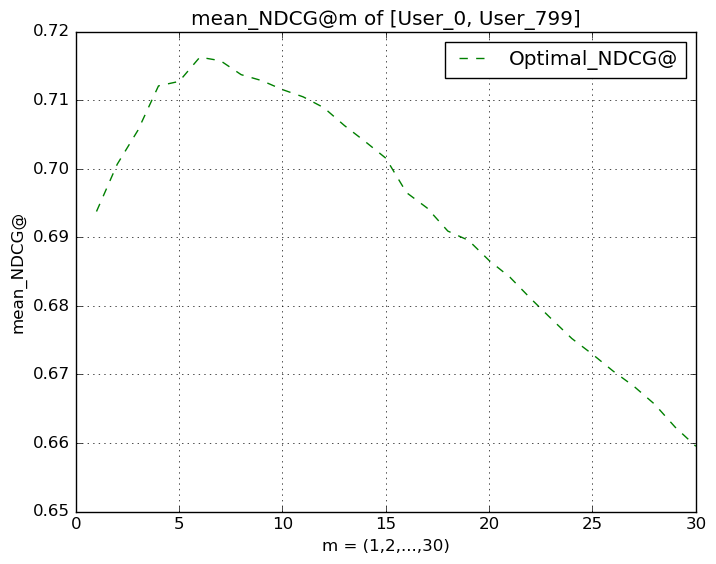 mean_NDCG@m of [User_0, User_799]
Optimal_NDCG@
mean_NDCG@
0.72
0.71
0.70
0.69
0.68
0.67
0.66
0.65
0 5 10 15 20 25 30
m = (1,2,...,30)